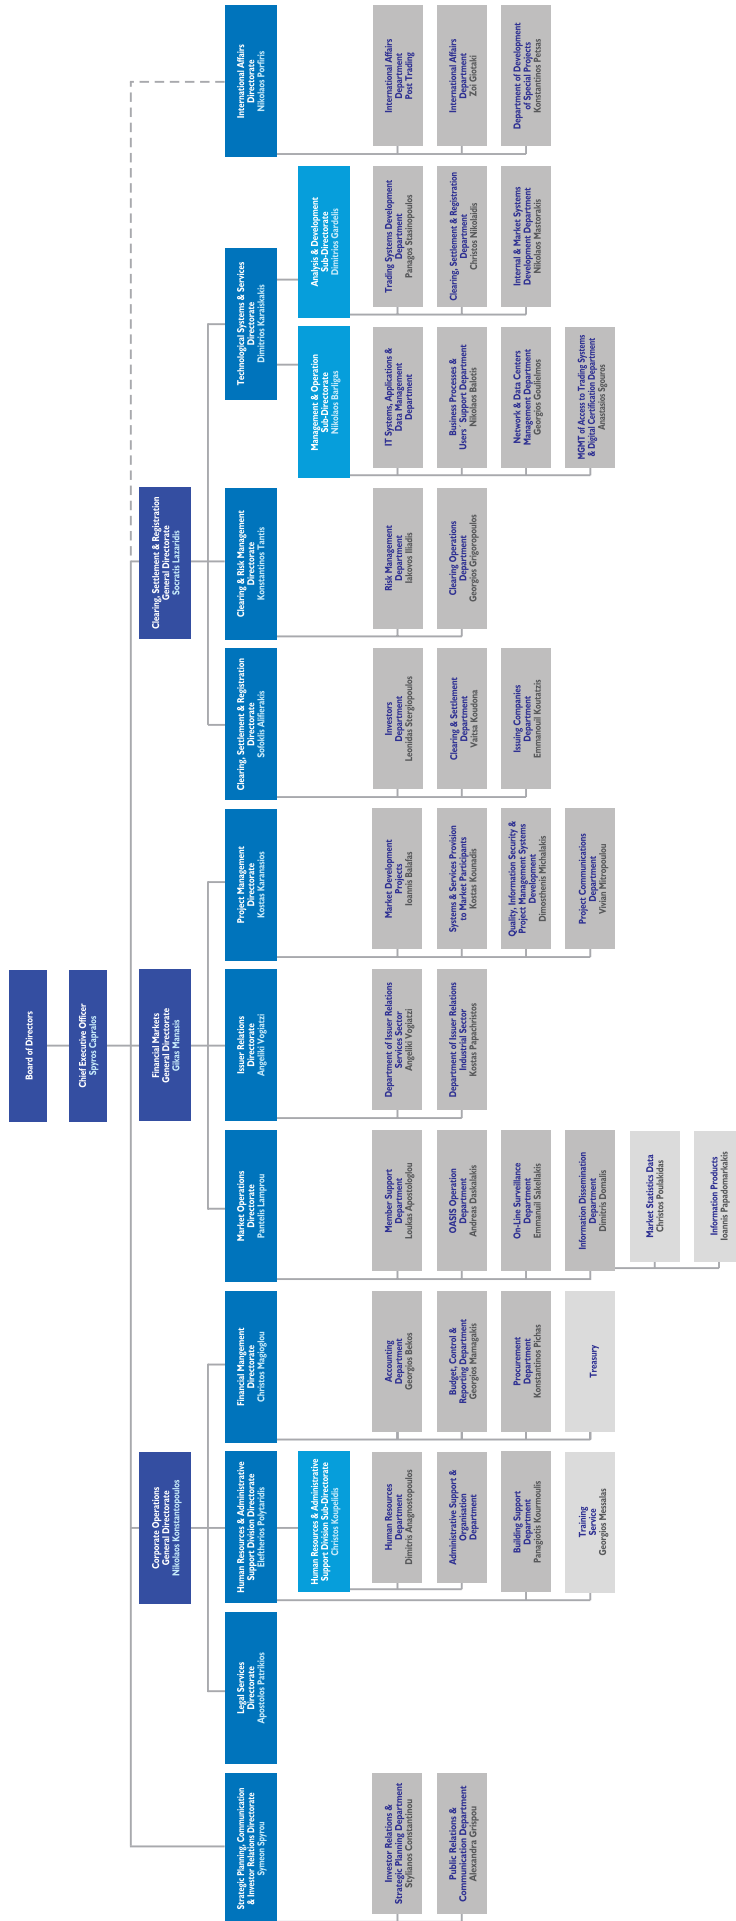 Board of Directors
Chief Executive Officer
Spyros Capralos
Corporate Operations
General Directorate
Nikolaos Konstantopoulos
Financial Markets
General Directorate
Gikas Manasis
Clearing, Settlement & Registration
General Directorate
Socratis Lazaridis
Strategic Planning, Communication
& Investor Relations Directorate
Symeon Spyrou
Legal Services
Directorate
Apostolos Patrikios
Human Resources & Administrative
Support Division Directorate
Eleftherios Polytaridis
Financial Mangement
Directorate
Christos Magioglou
Market Operations
Directorate
Pantelis Lamprou
Issuer Relations
Directorate
Angeliki Vogiatzi
Project Management
Directorate
Kostas Karanasios
Clearing, Settlement & Registration
Directorate
Sofoklis Alifierakis
Clearing & Risk Management
Directorate
Konstantinos Tantis
Technological Systems & Services
Directorate
Dimitrios Karaiskakis
International Affairs
Directorate
Nikolaos Porfiris
Human Resources & Administrative
Support Division Sub-Directorate
Christos Koupelidis
Management & Operation
Sub-Directorate
Nikolaos Barligas
Analysis & Development
Sub-Directorate
Dimitrios Gardelis
Investor Relations &
Strategic Planning Department
Stylianos Constantinou
Human Resources
Department
Dimitris Anagnostopoulos
Accounting
Department
Georgios Bekos
Member Support
Department
Loukas Apostologlou
Department of Issuer Relations
Services Sector
Angeliki Vogiatzi
Market Development
Projects
Ioannis Balafas
Investors
Department
Leonidas Stergiopoulos
Risk Management
Department
Iakovos Iliadis
IT Systems, Applications &
Data Management
Department
Trading Systems Development
Department
Panagos Stasinopoulos
International Affairs
Department
Post Trading
Public Relations &
Communication Department
Alexandra Grispou
Administrative Support &
Organisation
Department
Budget, Control &
Reporting Department
Georgios Mamagakis
OASIS Operation
Department
Andreas Daskalakis
Department of Issuer Relations
Industrial Sector
Kostas Papachristos
Systems & Services Provision
to Market Participants
Kostas Kounadis
Clearing & Settlement
Department
Vaitsa Koudona
Clearing Operations
Department
Georgios Grigoropoulos
Business Processes &
Users´ Support Department
Nikolaos Balotis
Clearing, Settlement & Registration
Department
Christos Nikolaidis
International Affairs
Department
Zoi Giotaki
Building Support
Department
Panagiotis Kourmoulis
Procurement
Department
Konstantinos Pichas
On-Line Surveillance
Department
Emmanuil Sakellakis
Quality, Information Security &
Project Management Systems
Development
Dimosthenis Michalakis
Issuing Companies
Department
Emmanouil Koutatzis
Network & Data Centers
Management Department
Georgios Goulielmos
Internal & Market Systems
Development Department
Nikolaos Mastorakis
Department of Development
of Special Projects
Konstantinos Petsas
Training
Service
Georgios Messalas
Treasury
Information Dissemination
Department
Dimitris Domalis
Project Communications
Department
Vivian Mitropoulou
MGMT of Access to Trading Systems
& Digital Certification Department
Anastasios Sgouros
Market Statistics Data
Christos Poulakidas
Information Products
Ioannis Papadomarkakis